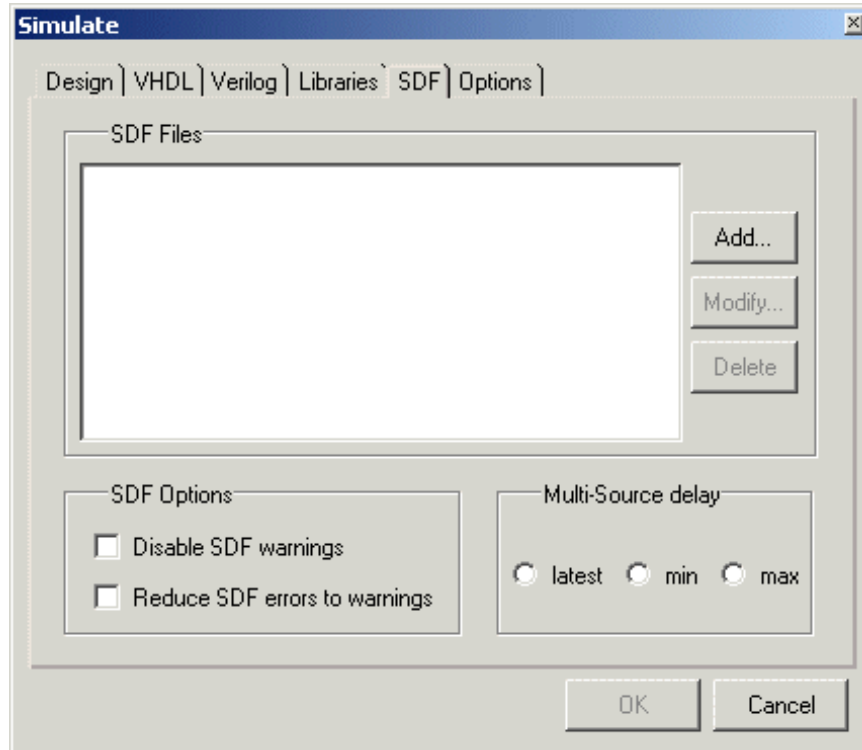 Simulate
Design VHDL Verilog Libraries SDF Options
SDF Files
Add...
Modify...
Delete
SDF Options
Disable SDF warnings
Reduce SDF errors to warnings
Multi-Source delay
latest min max
OK Cancel